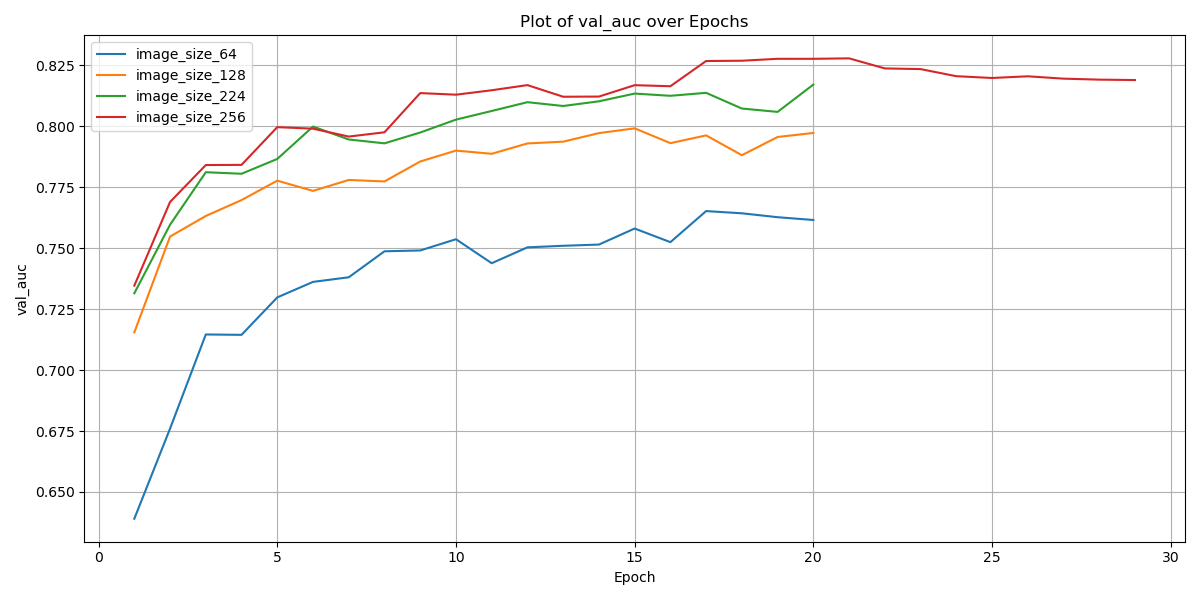 Plot of val_auc over Epochs
image_size_64
image_size_128
image_size_224
image_size_256
val_auc
0.825
0.800
0.775
0.750
0.725
0.700
0.675
0.650
0 5 10 15 20 25 30
Epoch